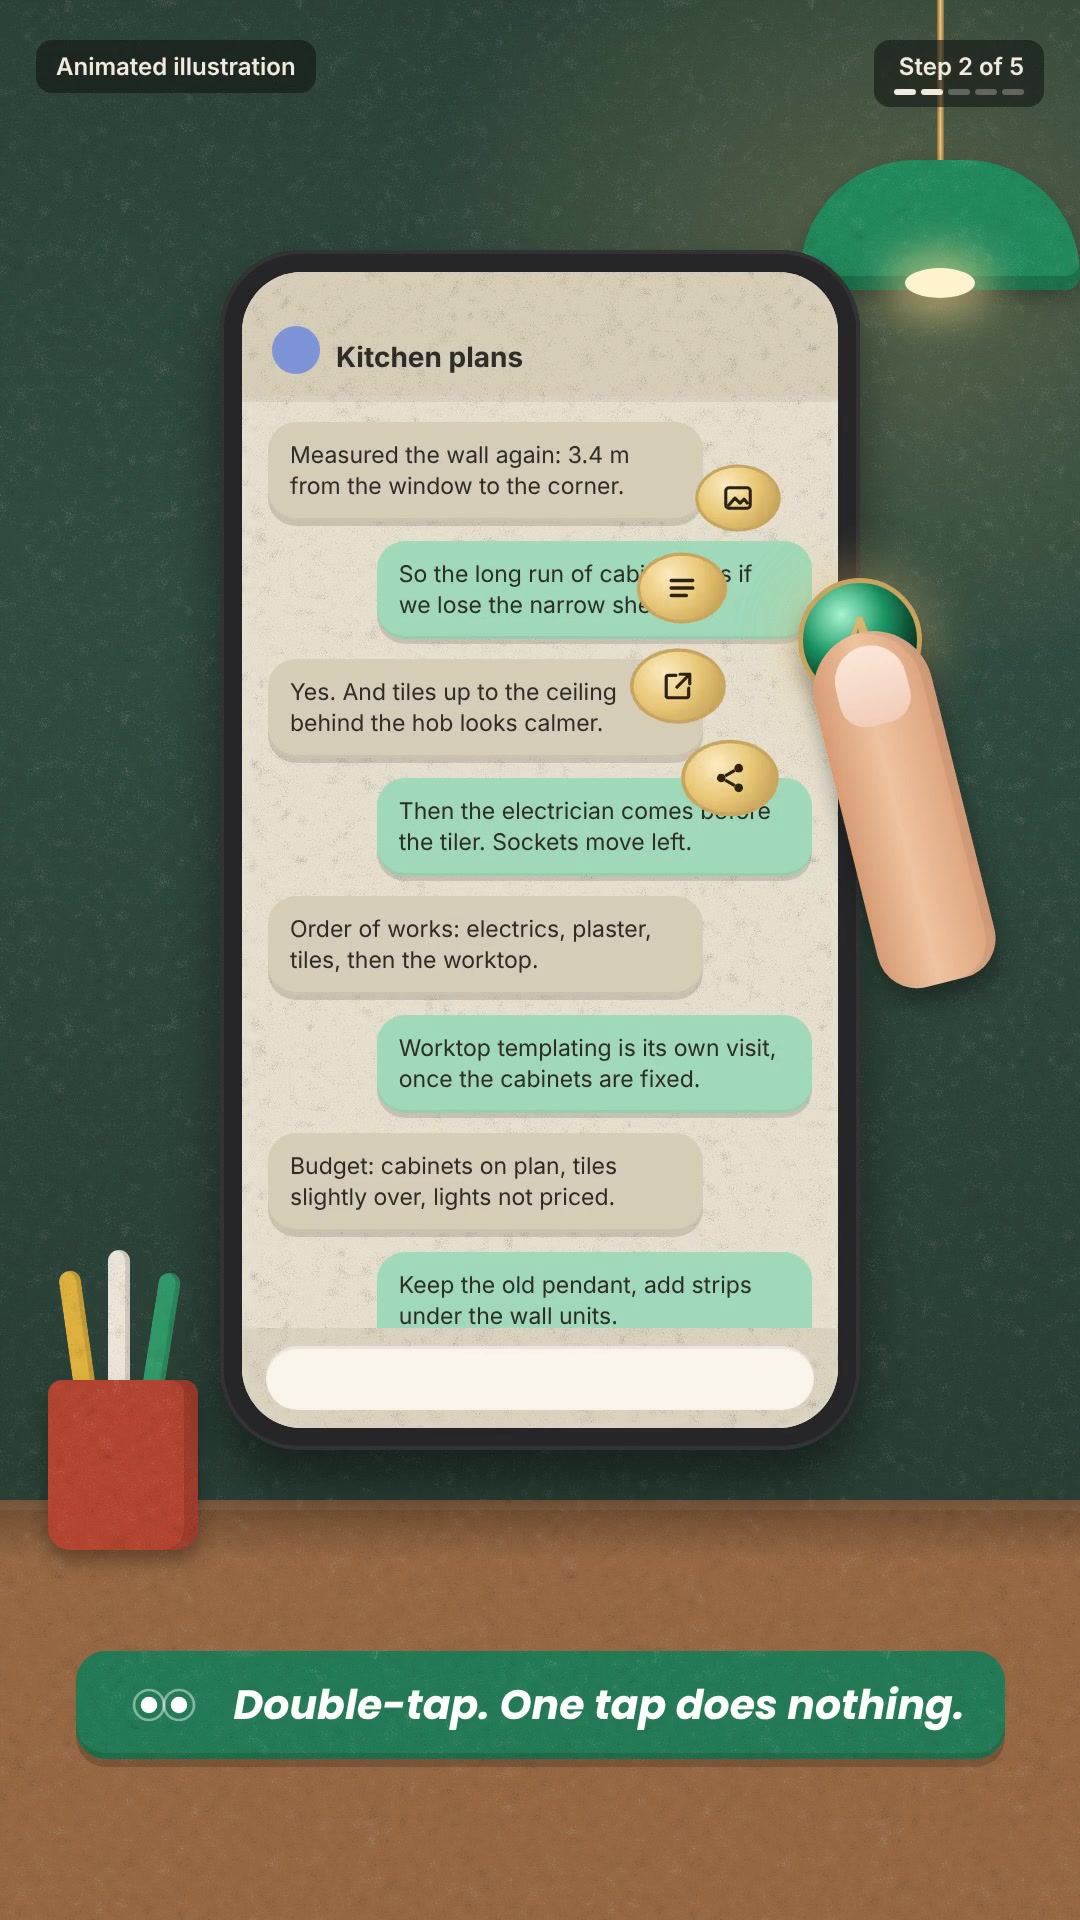 Animated illustration
Step 2 of 5
Kitchen plans
Measured the wall again: 3.4 m
from the window to the corner.
So the long run of if
we lose the narrow
Yes. And tiles up to the ceiling
behind the hob looks calmer.
Then the electrician comes before
the tiler. Sockets move left.
Order of works: electrics, plaster,
tiles, then the worktop.
Worktop templating is its own visit,
once the cabinets are fixed.
Budget: cabinets on plan, tiles
slightly over, lights not priced.
Keep the old pendant, add strips
under the wall units.
Double-tap. One tap does nothing.